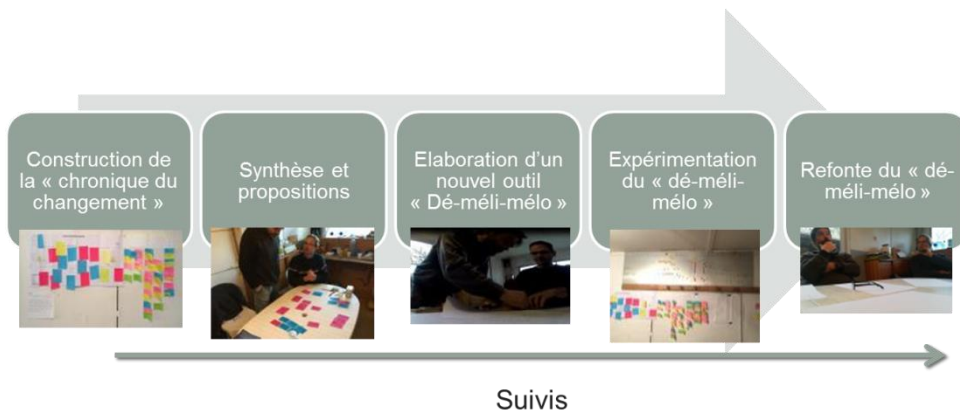 Construction de
la « chronique du
changement »
Synthèse et
propositions
Elaboration d'un
nouvel outil
« Dé-méli-mélo »
Expérimentation
du « dé-méli-
mélo »
Refonte du « dé-
méli-mélo »
Suivis